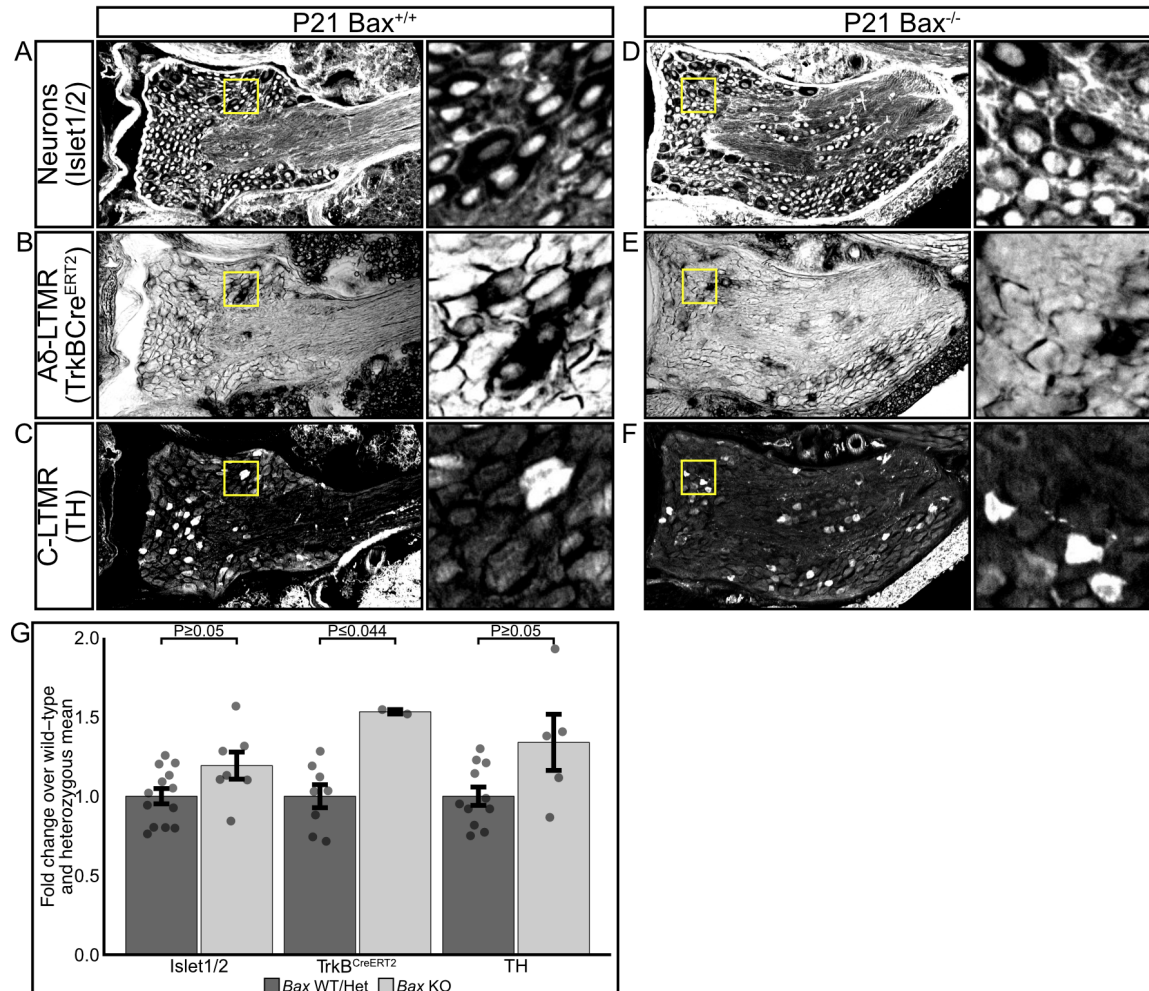 P21 Bax+/+
P21 Bax-/-
A
Neurons
(Islet1/2)
D
B
Aδ-LTMR
(TrkBCreERT2)
E
C
C-LTMR
(TH)
F
G
Fold change over wild−type
and heterozygous mean
2.0
1.5
1.0
0.5
0.0
P≥0.05
P≤0.044
P≥0.05
Islet1/2
TrkBCreERT2
TH
Bax WT/Het
Bax KO